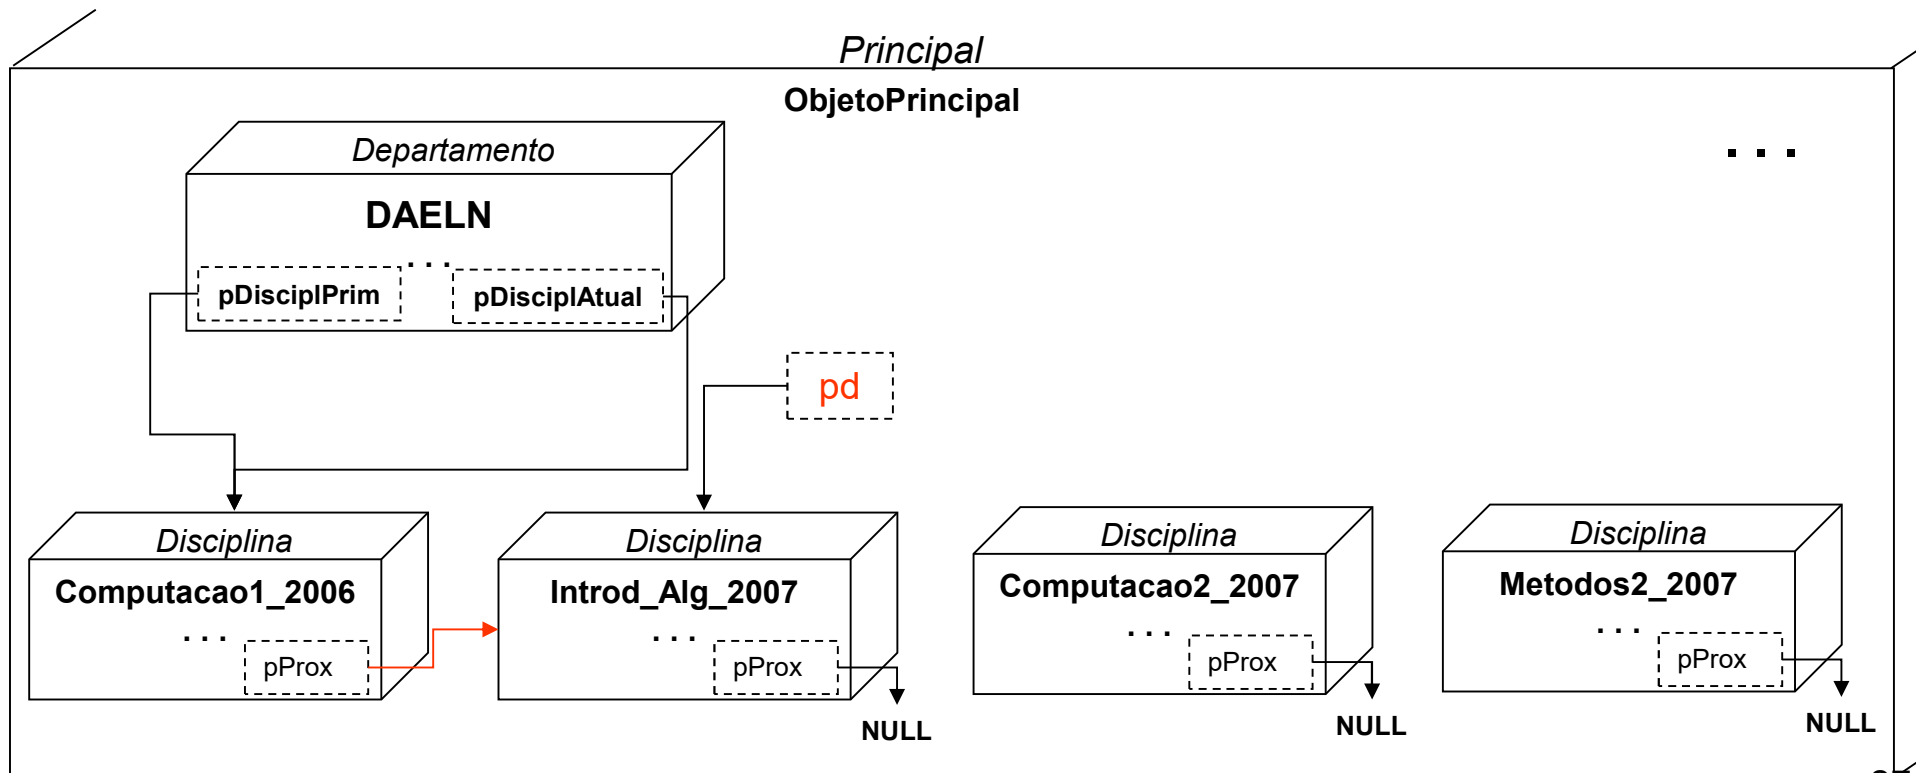 Principal
ObjetoPrincipal
Departamento
. . .
DAELN
. . .
pDisciplPrim
pDisciplAtual
pd
Disciplina
Disciplina
Disciplina
Disciplina
Computacao1_2006
Introd_Alg_2007
Computacao2_2007
Metodos2_2007
. . .
. . .
. . .
. . .
pProx
pProx
pProx
pProx
NULL
NULL
NULL